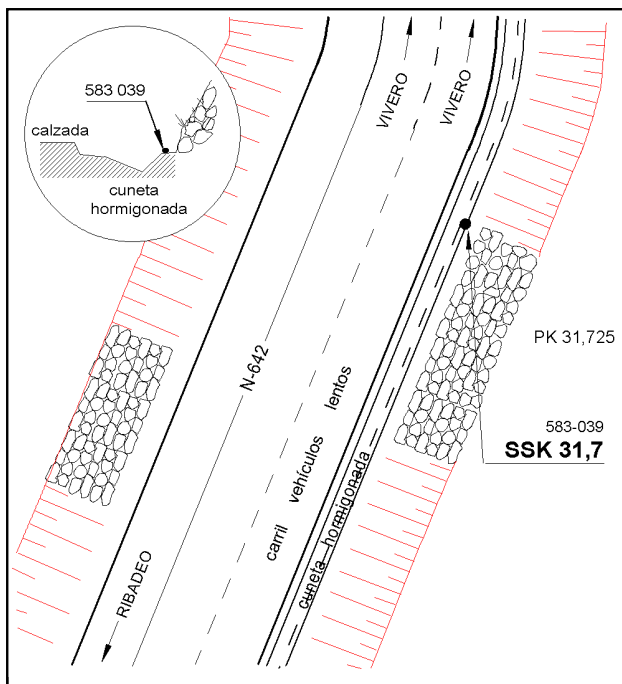 583 039
calzada
cuneta
hormigonada
VIVERO
VIVERO
N-642
PK 31,725
583-039
SSK 31,7
carril vehículos lentos
cuneta hormigonada
RIBADEO